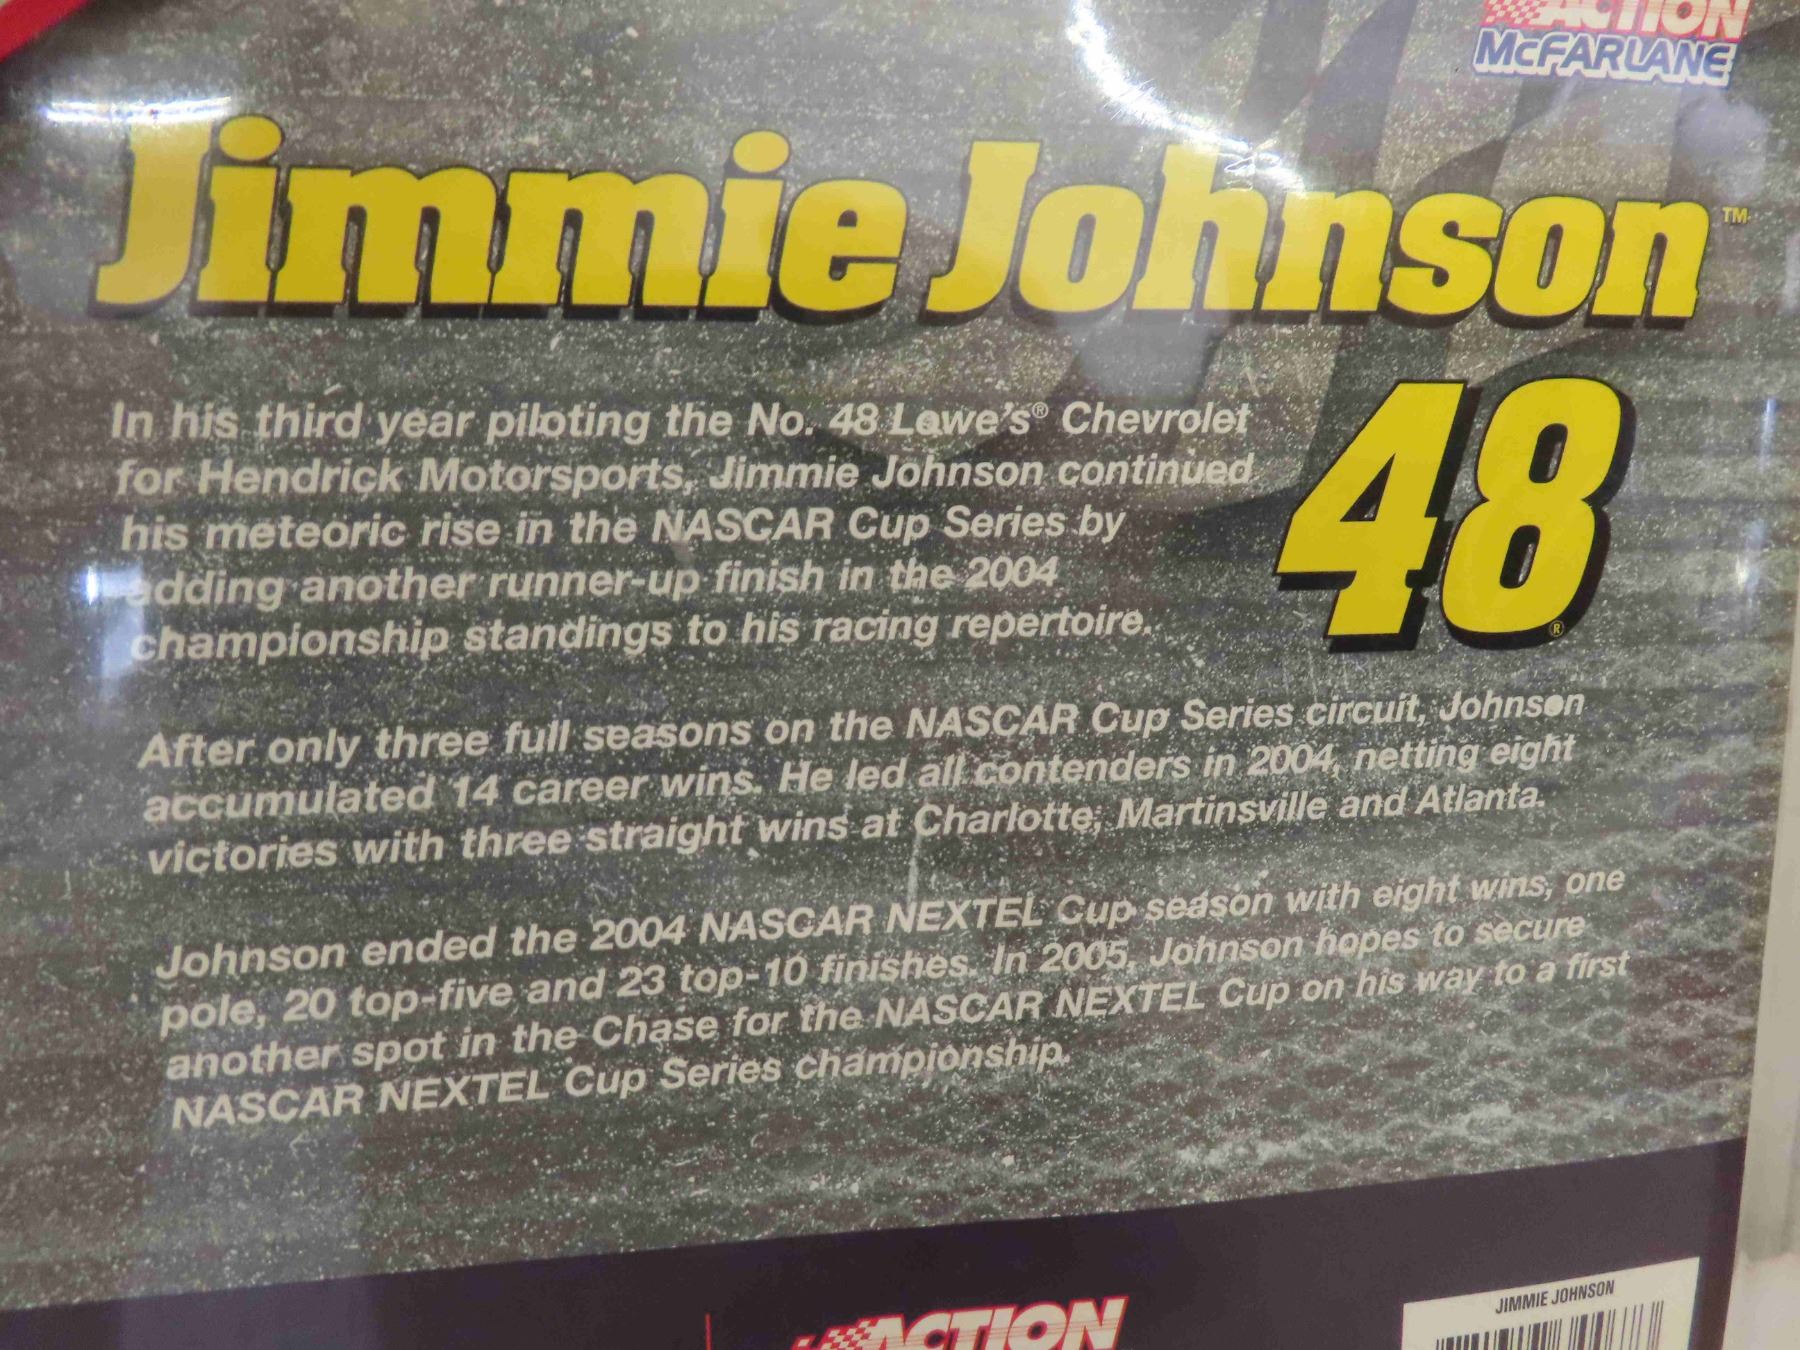 ACTION
McFARLANE
Jimmie Johnson™
48®
In his third year piloting the No. 48 Lowe's® Chevrolet
for Hendrick Motorsports, Jimmie Johnson continued
his meteoric rise in the NASCAR Cup Series by
adding another runner-up finish in the 2004
championship standings to his racing repertoire.
After only three full seasons on the NASCAR Cup Series circuit, Johnson
accumulated 14 career wins. He led all contenders in 2004, netting eight
victories with three straight wins at Charlotte, Martinsville and Atlanta.
Johnson ended the 2004 NASCAR NEXTEL Cup season with eight wins, one
pole, 20 top-five and 23 top-10 finishes. In 2005, Johnson hopes to secure
another spot in the Chase for the NASCAR NEXTEL Cup on his way to a first
NASCAR NEXTEL Cup Series championship.
ACTION
JIMMIE JOHNSON